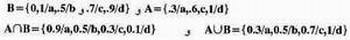 B={0,1/a,.5/b و .7/c,.9/d} و A={.3/a,.6,c,1/d}
A∩B={0.9/a,0.5/b,0.3/c,0.1/d} و A∪B={0.3/a,0.5/b,0.7/c,1/d}